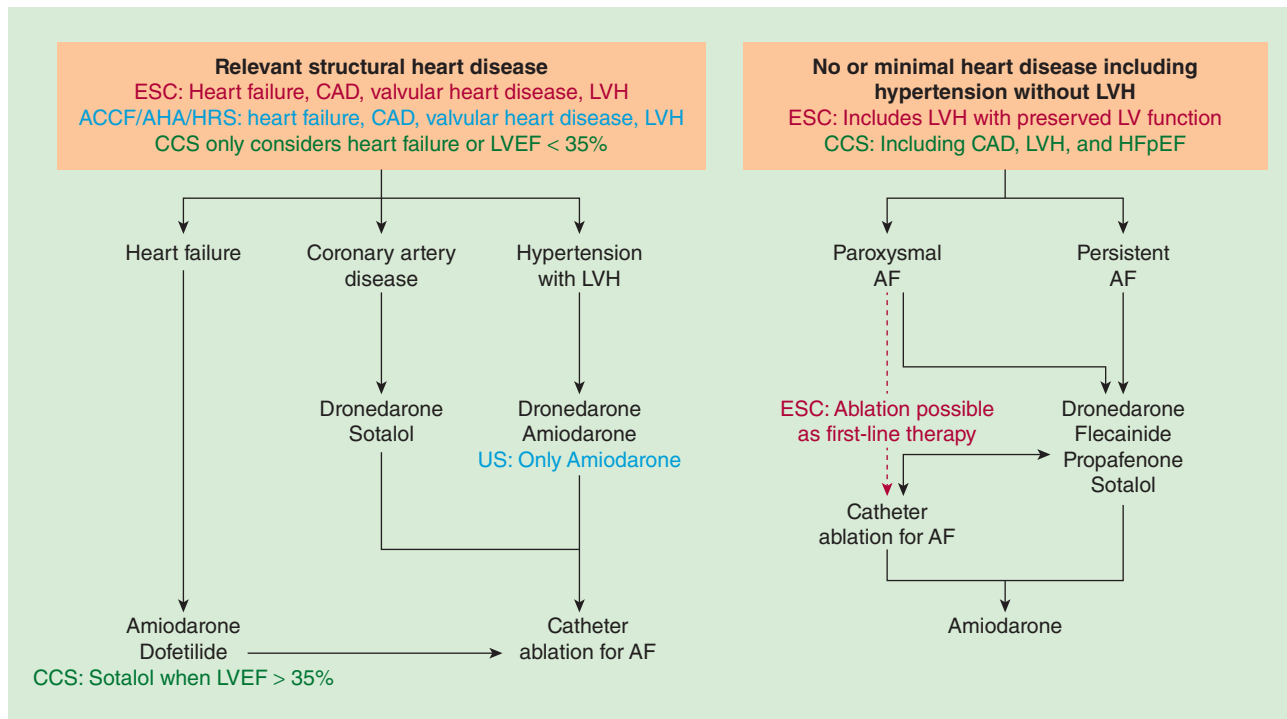 Relevant structural heart disease
ESC: Heart failure, CAD, valvular heart disease, LVH
ACCF/AHA/HRS: heart failure, CAD, valvular heart disease, LVH
CCS only considers heart failure or LVEF < 35%
No or minimal heart disease including
hypertension without LVH
ESC: Includes LVH with preserved LV function
CCS: Including CAD, LVH, and HFpEF
Heart failure
Coronary artery
disease
Hypertension
with LVH
Paroxysmal
AF
Persistent
AF
Dronedarone
Sotalol
Dronedarone
Amiodarone
US: Only Amiodarone
ESC: Ablation possible
as first-line therapy
Dronedarone
Flecainide
Propafenone
Sotalol
Catheter
ablation for AF
Amiodarone
Dofetilide
CCS: Sotalol when LVEF > 35%
Catheter
ablation for AF
Amiodarone